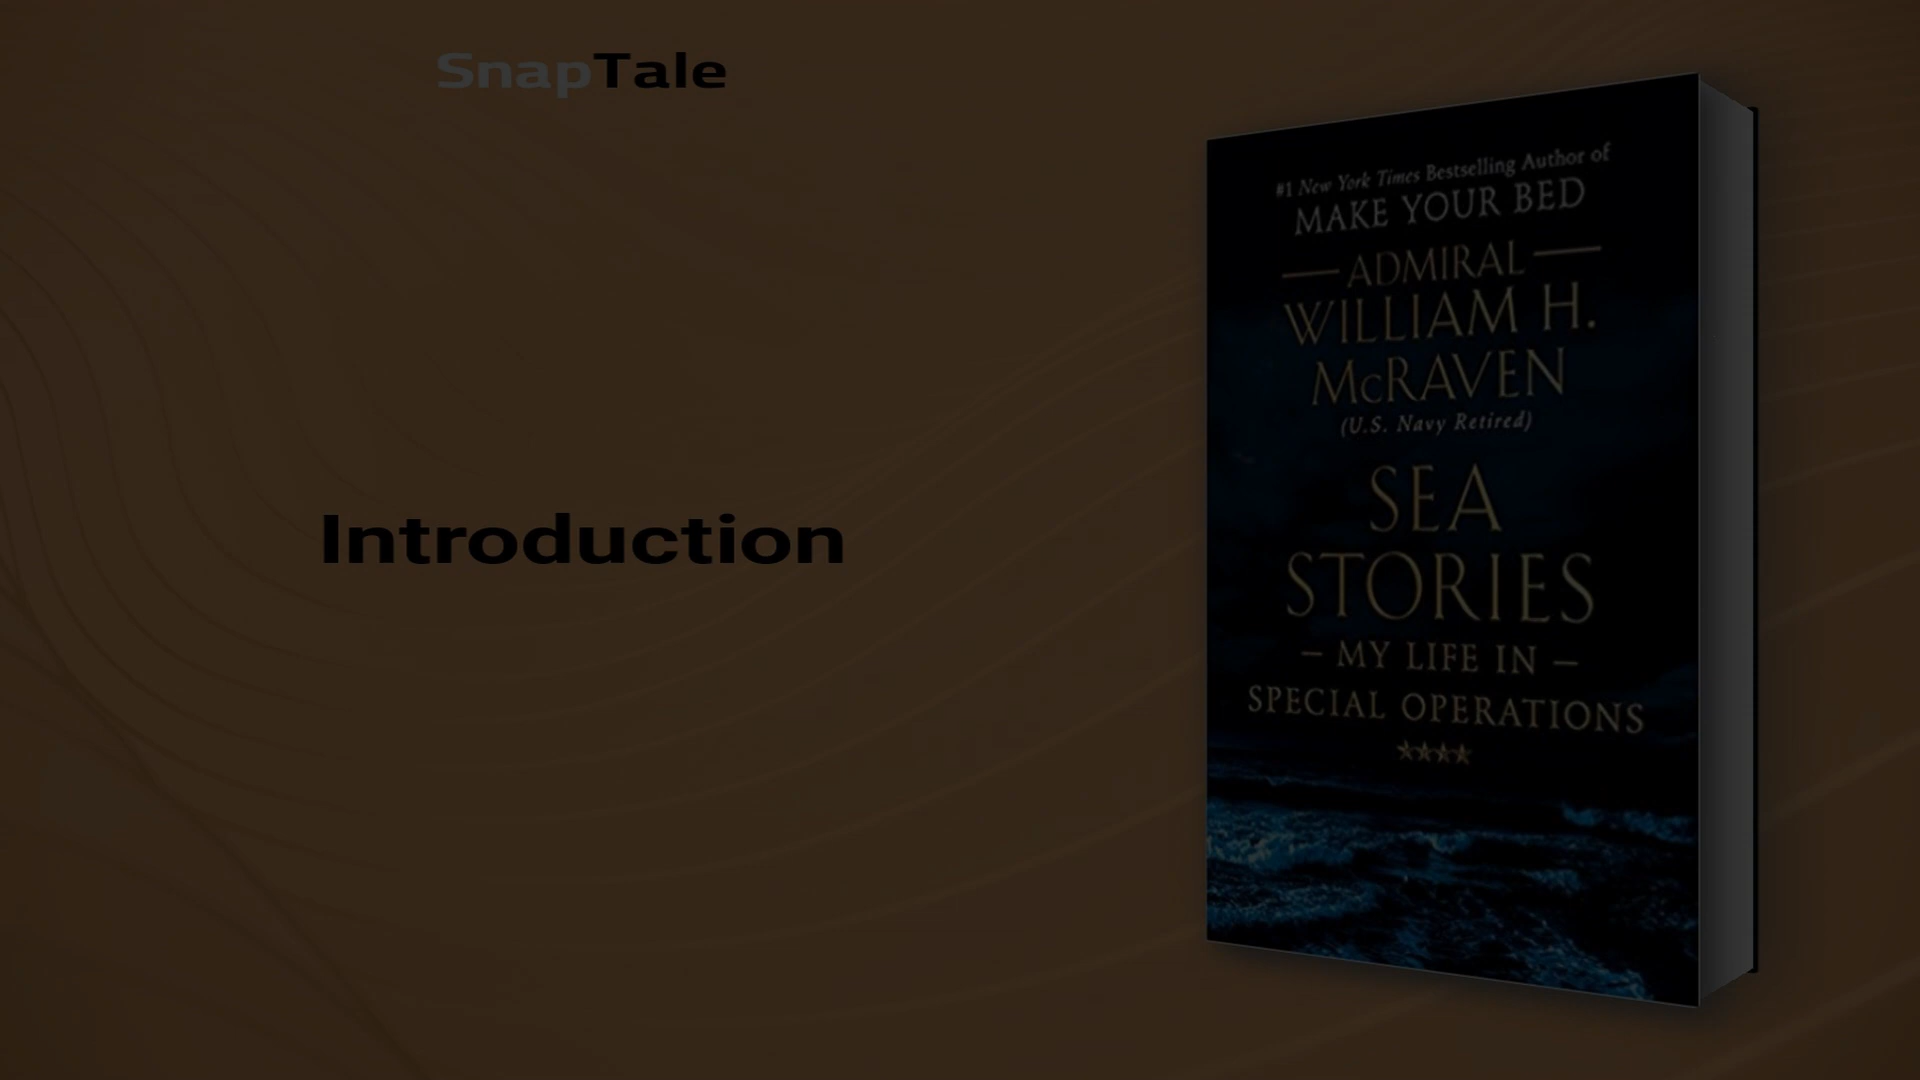 SnapTale
Introduction
#1 New York Times Bestselling Author of
MAKE YOUR BED
ADMIRAL
WILLIAM H.
McRAVEN
(U.S. Navy Retired)
SEA
STORIES
– MY LIFE IN –
SPECIAL OPERATIONS